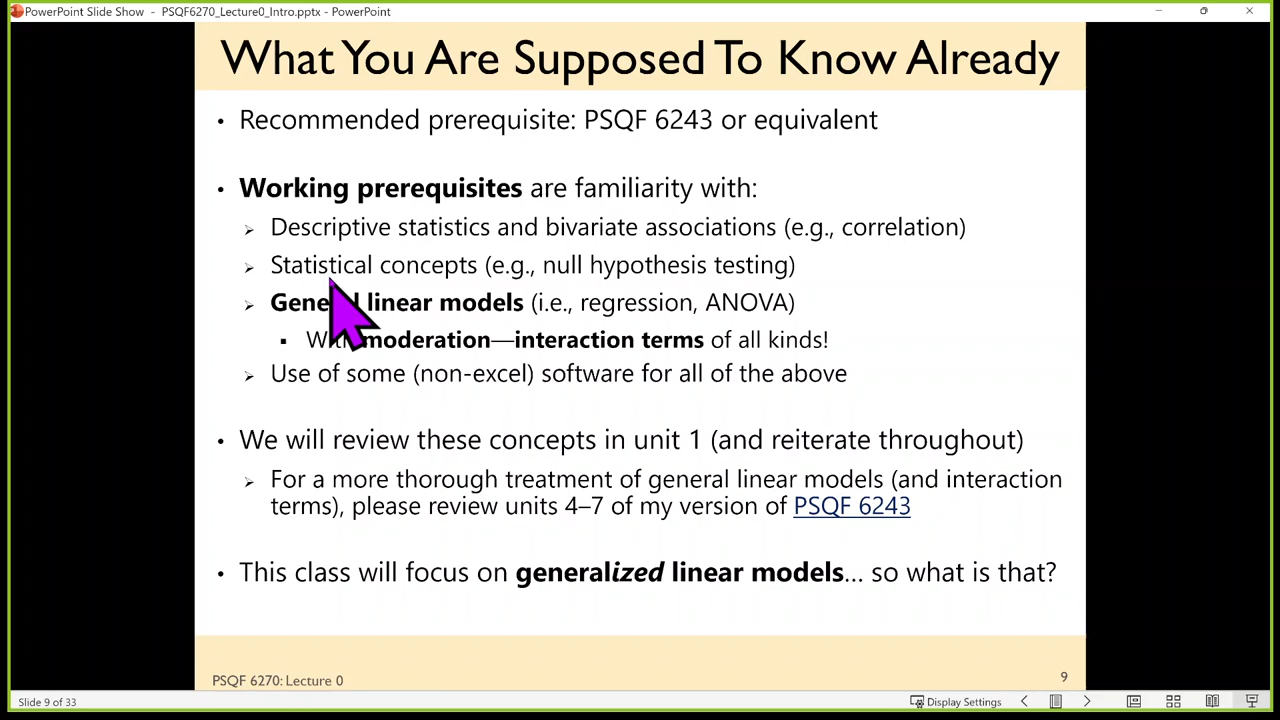 PowerPoint Slide Show - PSQF6270_Lecture0_Intro.pptx - PowerPoint
What You Are Supposed To Know Already
• Recommended prerequisite: PSQF 6243 or equivalent
• Working prerequisites are familiarity with:
➢ Descriptive statistics and bivariate associations (e.g., correlation)
➢ Statistical concepts (e.g., null hypothesis testing)
➢ General linear models (i.e., regression, ANOVA)
▪ With moderation—interaction terms of all kinds!
➢ Use of some (non-excel) software for all of the above
• We will review these concepts in unit 1 (and reiterate throughout)
➢ For a more thorough treatment of general linear models (and interaction
terms), please review units 4–7 of my version of PSQF 6243
• This class will focus on generalized linear models… so what is that?
PSQF 6270: Lecture 0
9
Slide 9 of 33
Display Settings